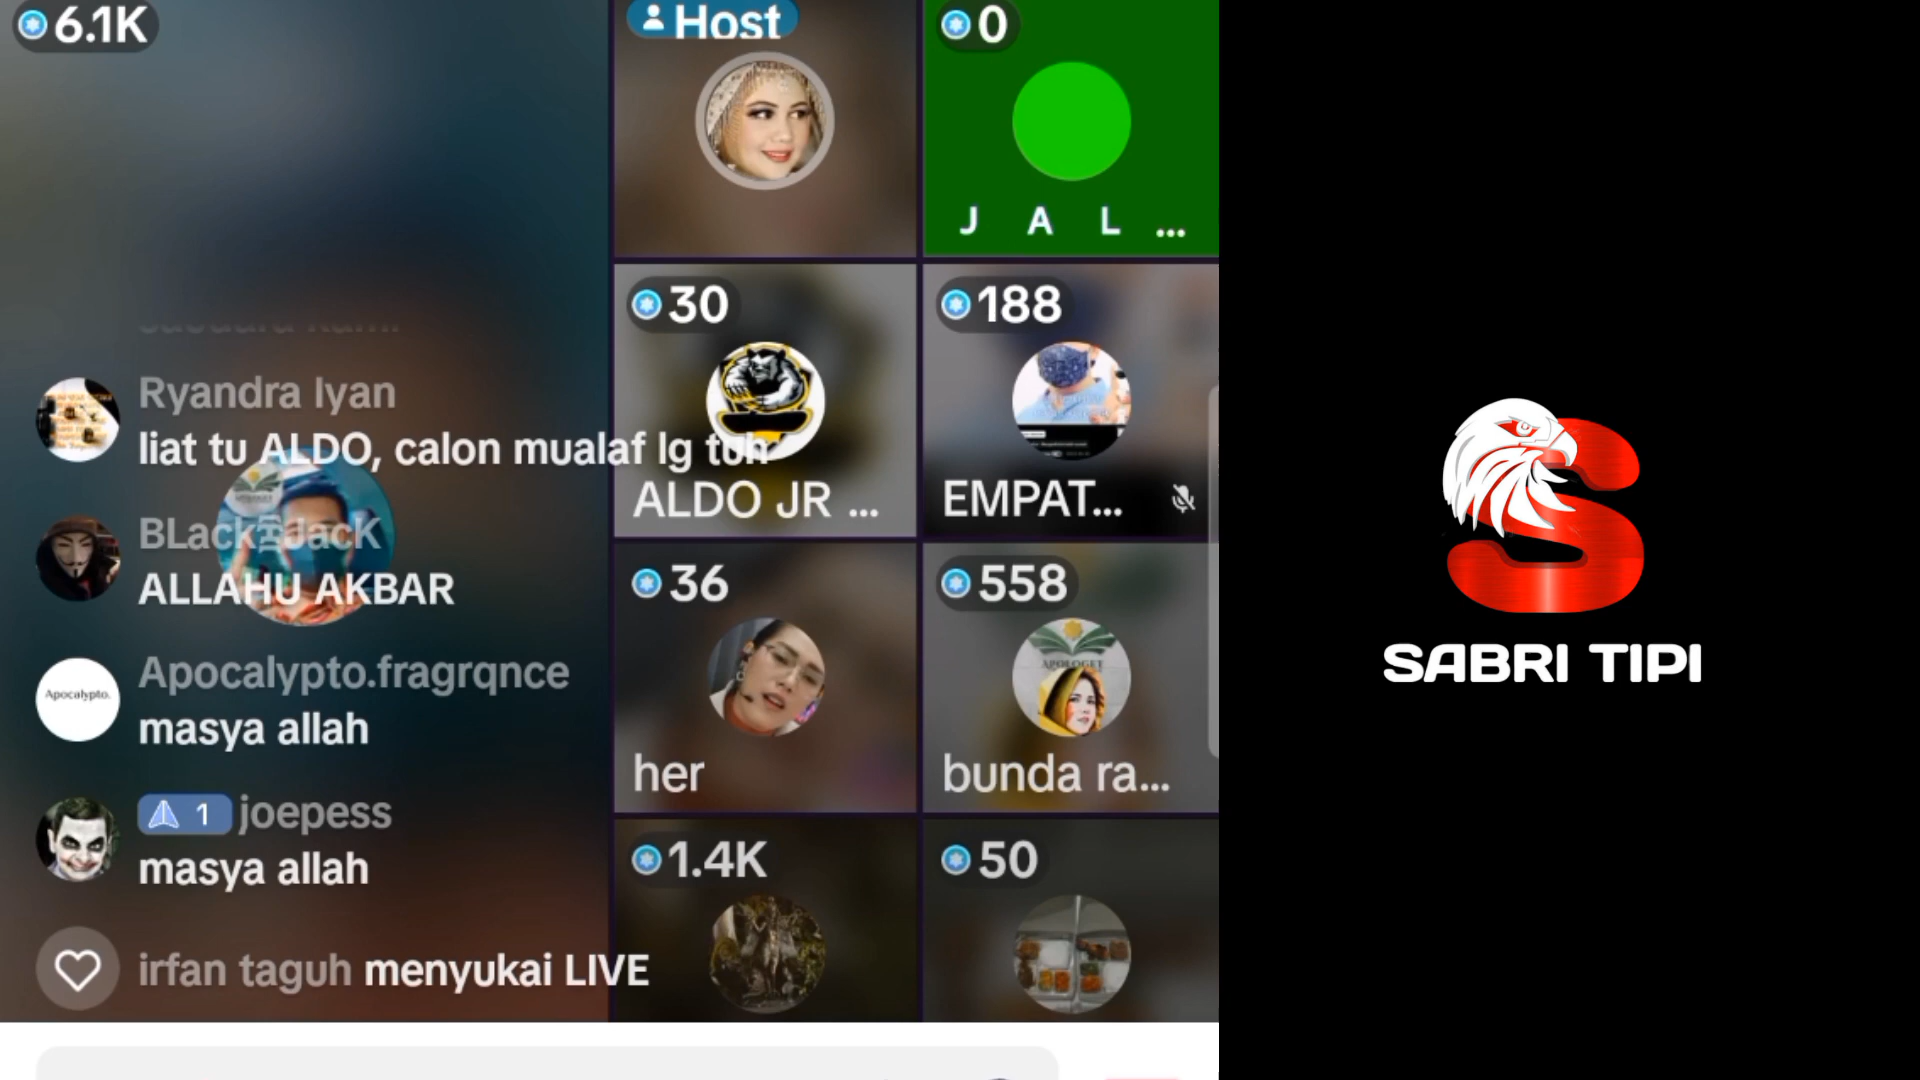 6.1K
Host
0
J A L ...
30
188
Ryandra Iyan
liat tu ALDO, calon mualaf lg tuh
ALDO JR ...
EMPAT...
BLack
JacK
ALLAHU AKBAR
36
558
APOLOGET
Apocalypto.fragrqnce
Apocalypto.
masya allah
her
bunda ra...
1 joepess
masya allah
1.4K
50
irfan taguh menyukai LIVE
SABRI TIPI